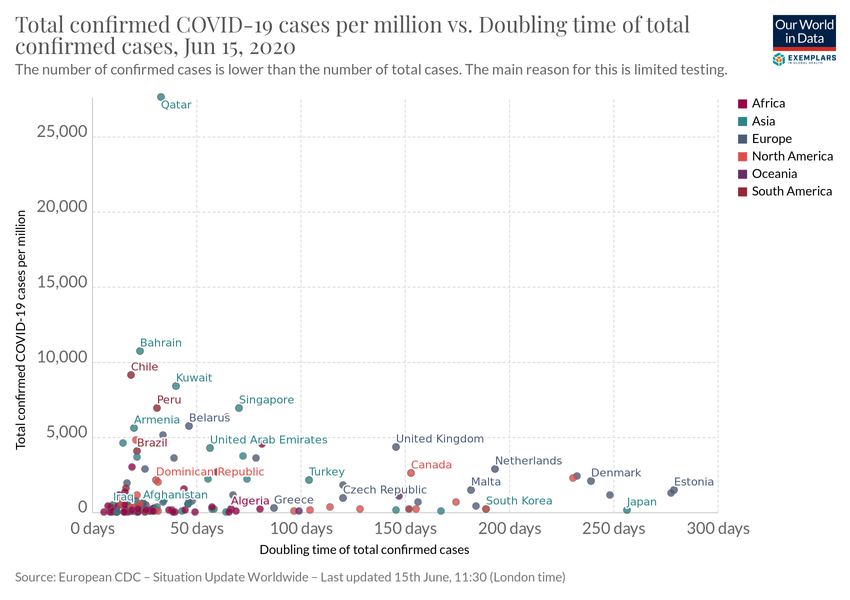 Total confirmed COVID-19 cases per million vs. Doubling time of total
confirmed cases, Jun 15, 2020
The number of confirmed cases is lower than the number of total cases. The main reason for this is limited testing.
Our World
in Data
EXEMPLARS
IN GLOBAL HEALTH
Africa
Asia
Europe
North America
Oceania
South America
Total confirmed COVID-19 cases per million
25,000
20,000
15,000
10,000
5,000
0
Qatar
Bahrain
Chile
Kuwait
Peru
Singapore
Armenia
Belarus
Brazil
United Arab Emirates
United Kingdom
Dominican Republic
Turkey
Canada
Netherlands
Denmark
Iraq
Afghanistan
Algeria
Greece
Czech Republic
Malta
South Korea
Estonia
Japan
0 days
50 days
100 days
150 days
200 days
250 days
300 days
Doubling time of total confirmed cases
Source: European CDC – Situation Update Worldwide – Last updated 15th June, 11:30 (London time)